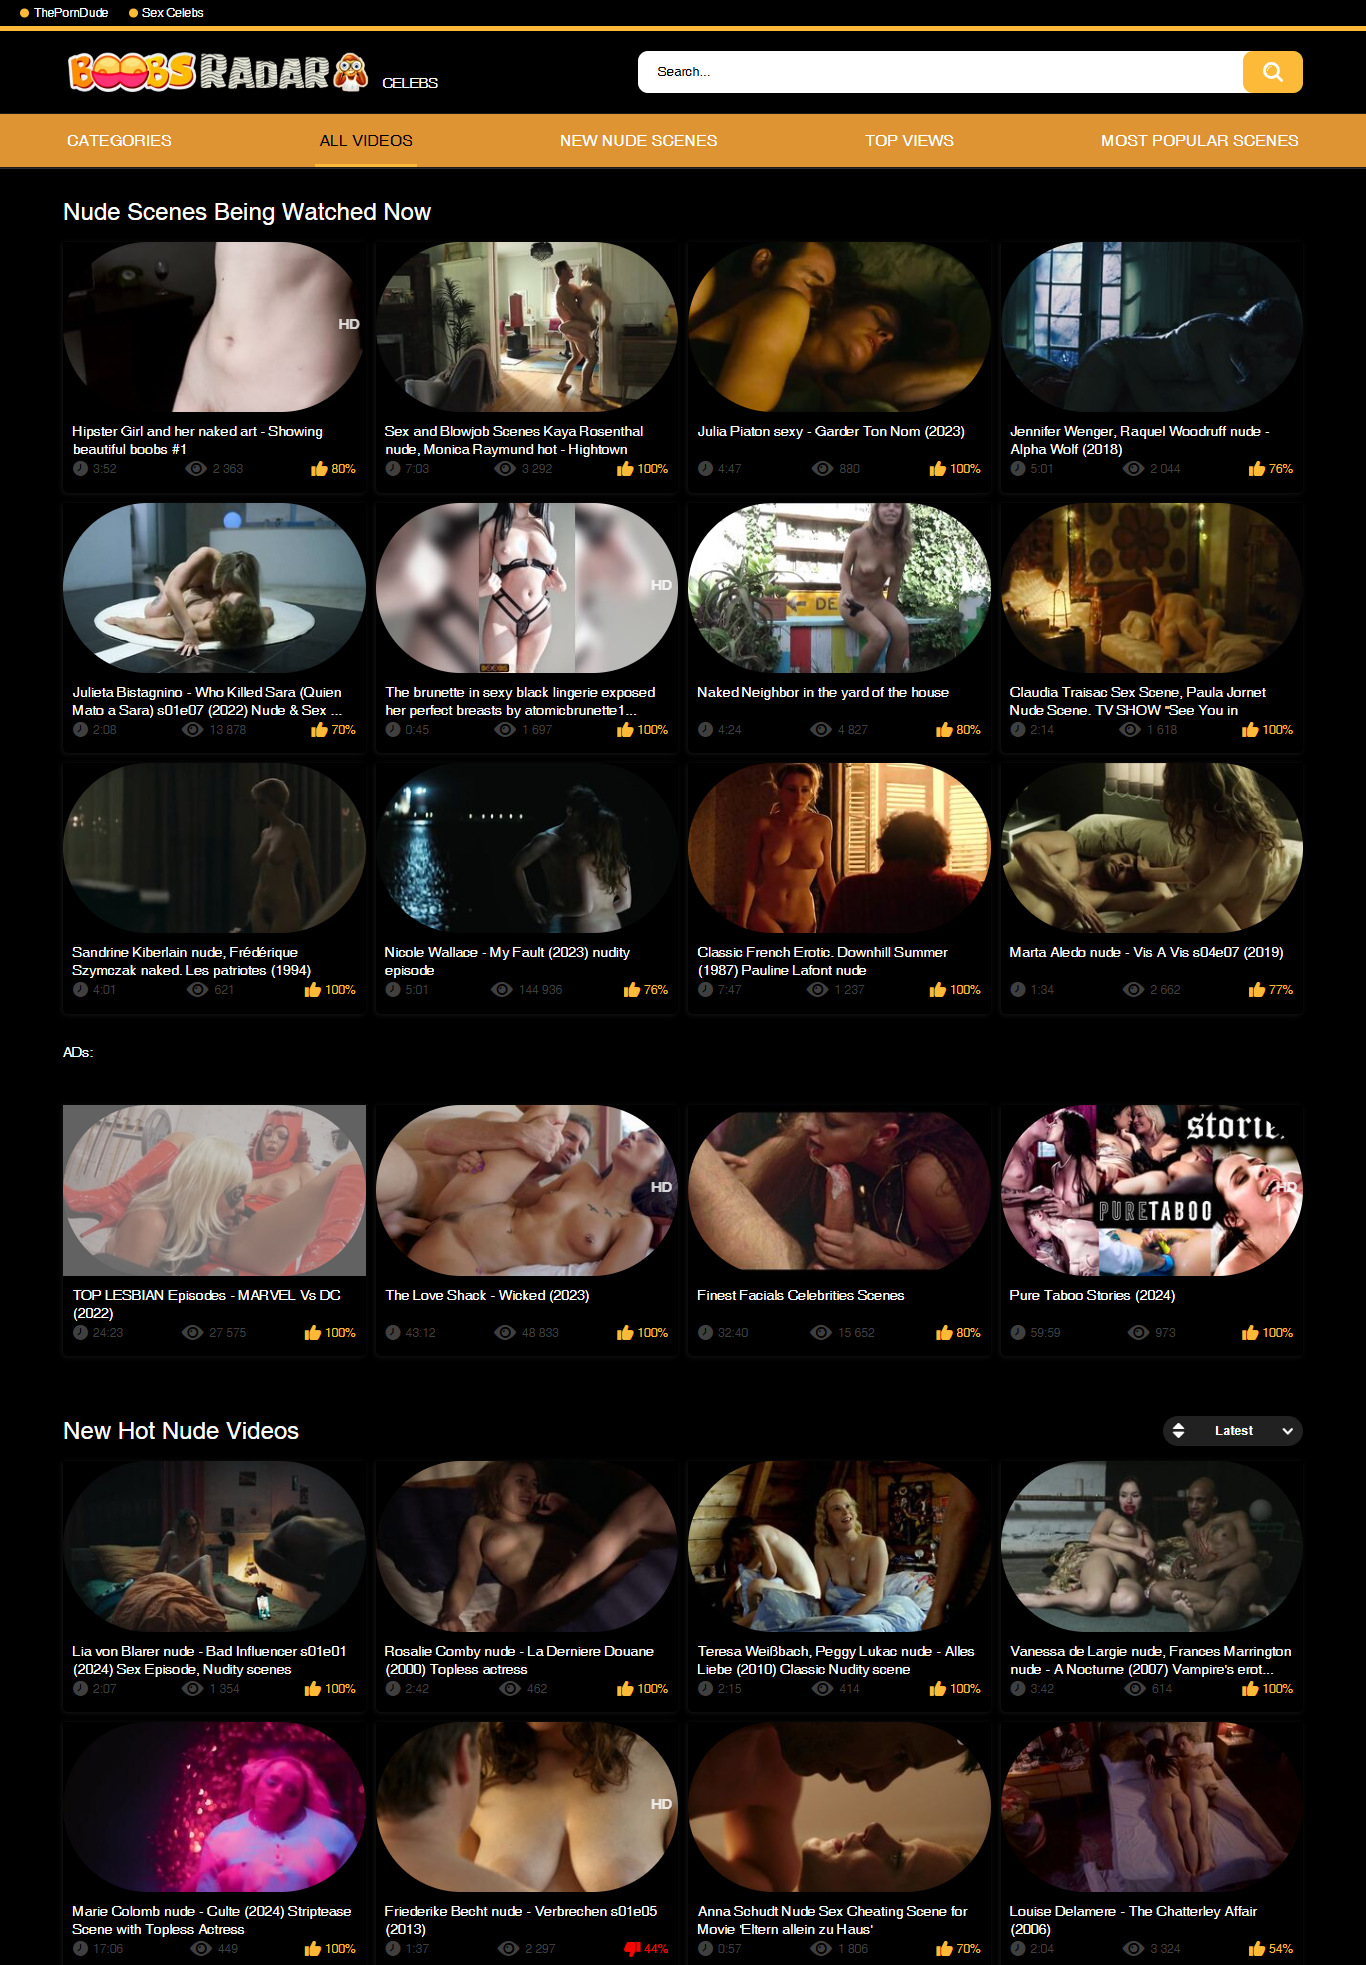 ThePornDude
Sex Celebs
BOOBSRADAR
CELEBS
Search...
CATEGORIES
ALL VIDEOS
NEW NUDE SCENES
TOP VIEWS
MOST POPULAR SCENES
Nude Scenes Being Watched Now
HD
Hipster Girl and her naked art - Showing
beautiful boobs #1
3:52
2 363
80%
Sex and Blowjob Scenes Kaya Rosenthal
nude, Monica Raymund hot - Hightown
7:03
3 292
100%
Julia Piaton sexy - Garder Ton Nom (2023)
4:47
880
100%
Jennifer Wenger, Raquel Woodruff nude -
Alpha Wolf (2018)
5:01
2 044
76%
Julieta Bistagnino - Who Killed Sara (Quien
Mato a Sara) s01e07 (2022) Nude & Sex ...
2:08
13 878
70%
HD
The brunette in sexy black lingerie exposed
her perfect breasts by atomicbrunette1...
0:45
1 697
100%
DE
HD
Naked Neighbor in the yard of the house
4:24
4 827
80%
Claudia Traisac Sex Scene, Paula Jornet
Nude Scene. TV SHOW "See You in
2:14
1 618
100%
Sandrine Kiberlain nude, Frédérique
Szymczak naked. Les patriotes (1994)
4:01
621
100%
Nicole Wallace - My Fault (2023) nudity
episode
5:01
144 936
76%
Classic French Erotic. Downhill Summer
(1987) Pauline Lafont nude
7:47
1 237
100%
Marta Aledo nude - Vis A Vis s04e07 (2019)
1:34
2 662
77%
ADs:
TOP LESBIAN Episodes - MARVEL Vs DC
(2022)
24:23
27 575
100%
HD
The Love Shack - Wicked (2023)
43:12
48 833
100%
Finest Facials Celebrities Scenes
32:40
15 652
80%
storie
PURETABOO
HD
Pure Taboo Stories (2024)
59:59
973
100%
New Hot Nude Videos
Latest
Lia von Blarer nude - Bad Influencer s01e01
(2024) Sex Episode, Nudity scenes
2:07
1 354
100%
Rosalie Comby nude - La Derniere Douane
(2000) Topless actress
2:42
462
100%
Teresa Weißbach, Peggy Lukac nude - Alles
Liebe (2010) Classic Nudity scene
2:15
414
100%
Vanessa de Largie nude, Frances Marrington
nude - A Nocturne (2007) Vampire's erot...
3:42
614
100%
Marie Colomb nude - Culte (2024) Striptease
Scene with Topless Actress
17:06
449
100%
HD
Friederike Becht nude - Verbrechen s01e05
(2013)
1:37
2 297
44%
Anna Schudt Nude Sex Cheating Scene for
Movie 'Eltern allein zu Haus'
0:57
1 806
70%
Louise Delamere - The Chatterley Affair
(2006)
2:04
3 324
54%